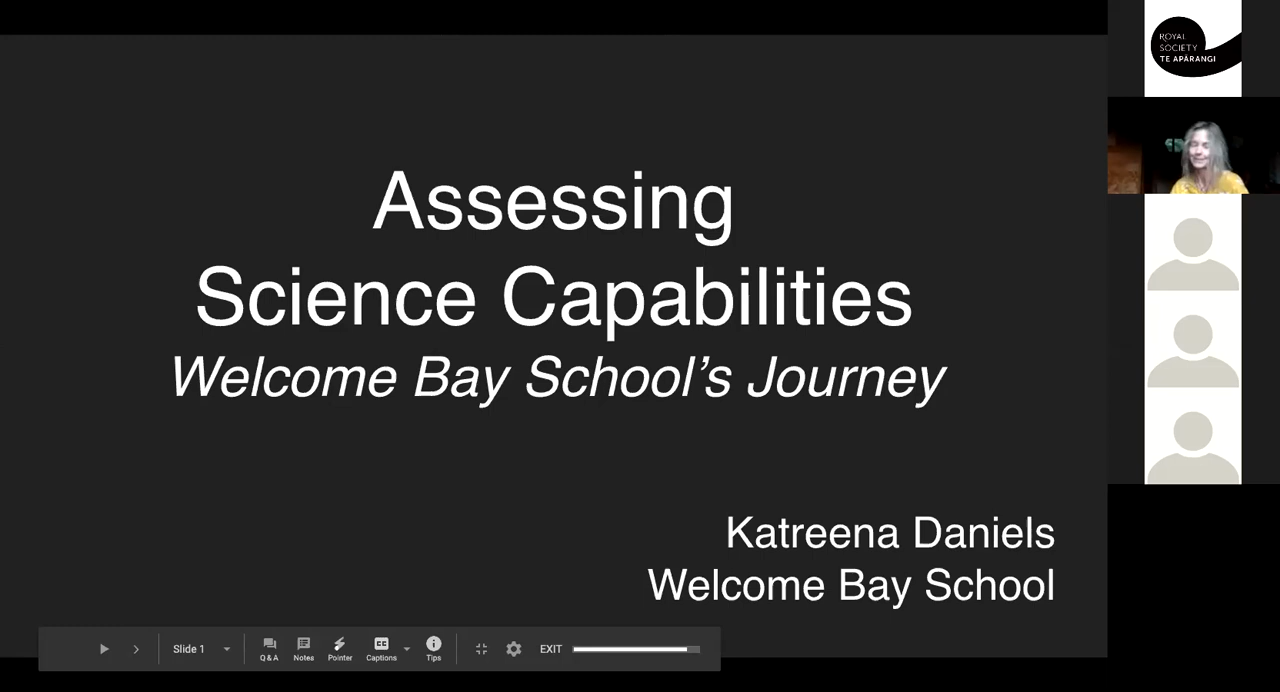 Assessing
Science Capabilities
Welcome Bay School's Journey
Katreena Daniels
Welcome Bay School
Slide 1
Q & A
Notes
Pointer
CC
Captions
Tips
EXIT
ROYAL
SOCIETY
TE APĀRANGI